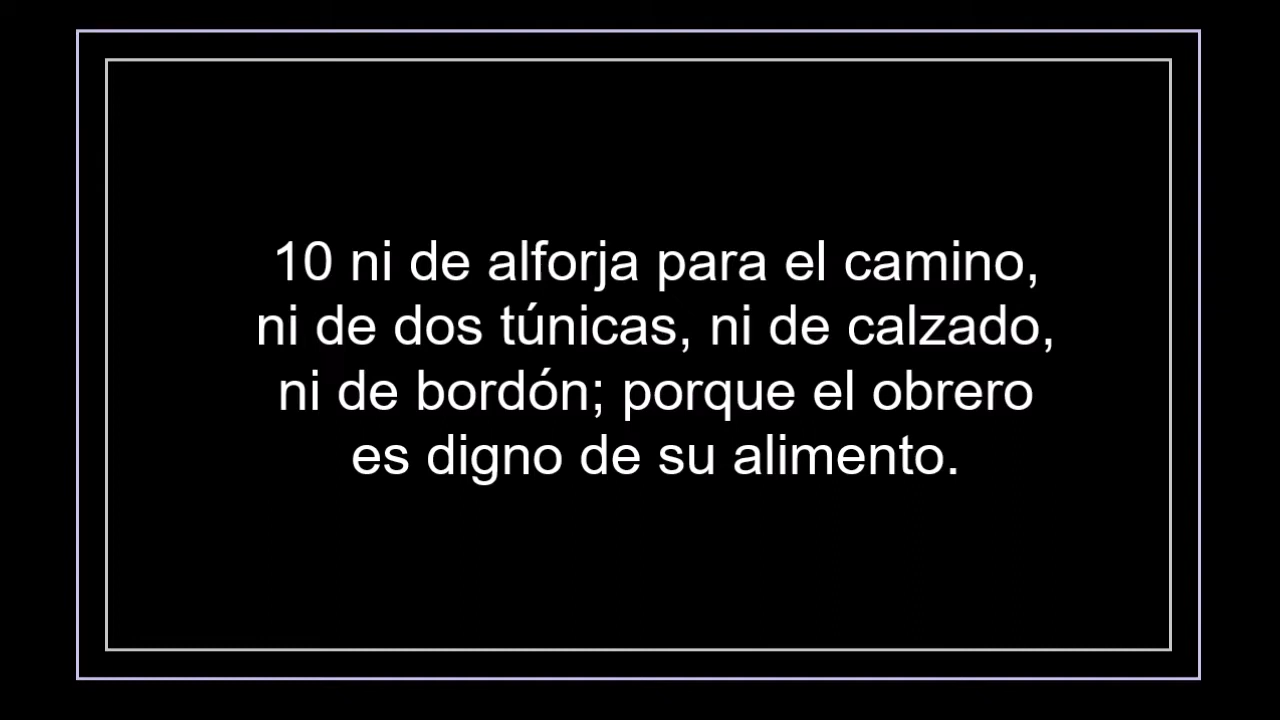 10 ni de alforja para el camino,
ni de dos túnicas, ni de calzado,
ni de bordón; porque el obrero
es digno de su alimento.